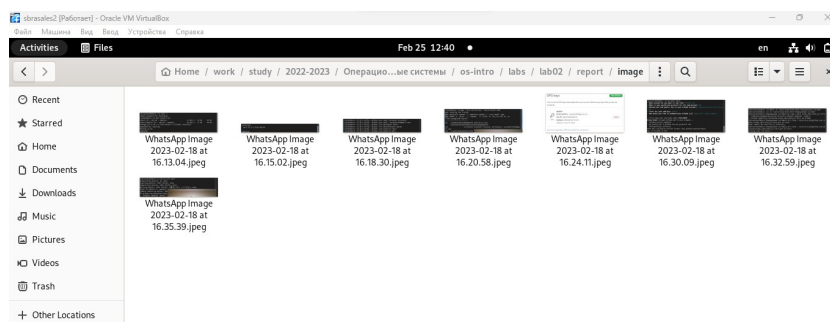 sbrasales2 [Работает] - Oracle VM VirtualBox
Файл Машина Вид Ввод Устройства Справка
Activities Files Feb 25 12:40 en
Home / work / study / 2022-2023 / Операцио…ые системы / os-intro / labs / lab02 / report / image
Recent
Starred
Home
Documents
Downloads
Music
Pictures
Videos
Trash
+ Other Locations
WhatsApp Image
2023-02-18 at
16.13.04.jpeg
WhatsApp Image
2023-02-18 at
16.15.02.jpeg
WhatsApp Image
2023-02-18 at
16.18.30.jpeg
WhatsApp Image
2023-02-18 at
16.20.58.jpeg
WhatsApp Image
2023-02-18 at
16.24.11.jpeg
WhatsApp Image
2023-02-18 at
16.30.09.jpeg
WhatsApp Image
2023-02-18 at
16.32.59.jpeg
WhatsApp Image
2023-02-18 at
16.35.39.jpeg